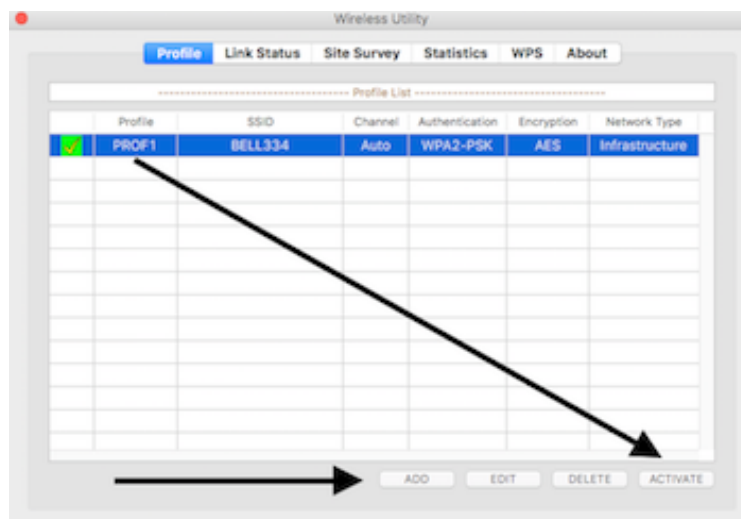 Wireless Utility
Profile Link Status Site Survey Statistics WPS About
Profile List
Profile SSID Channel Authentication Encryption Network Type
PROF1 BELL334 Auto WPA2-PSK AES Infrastructure
ADD EDIT DELETE ACTIVATE